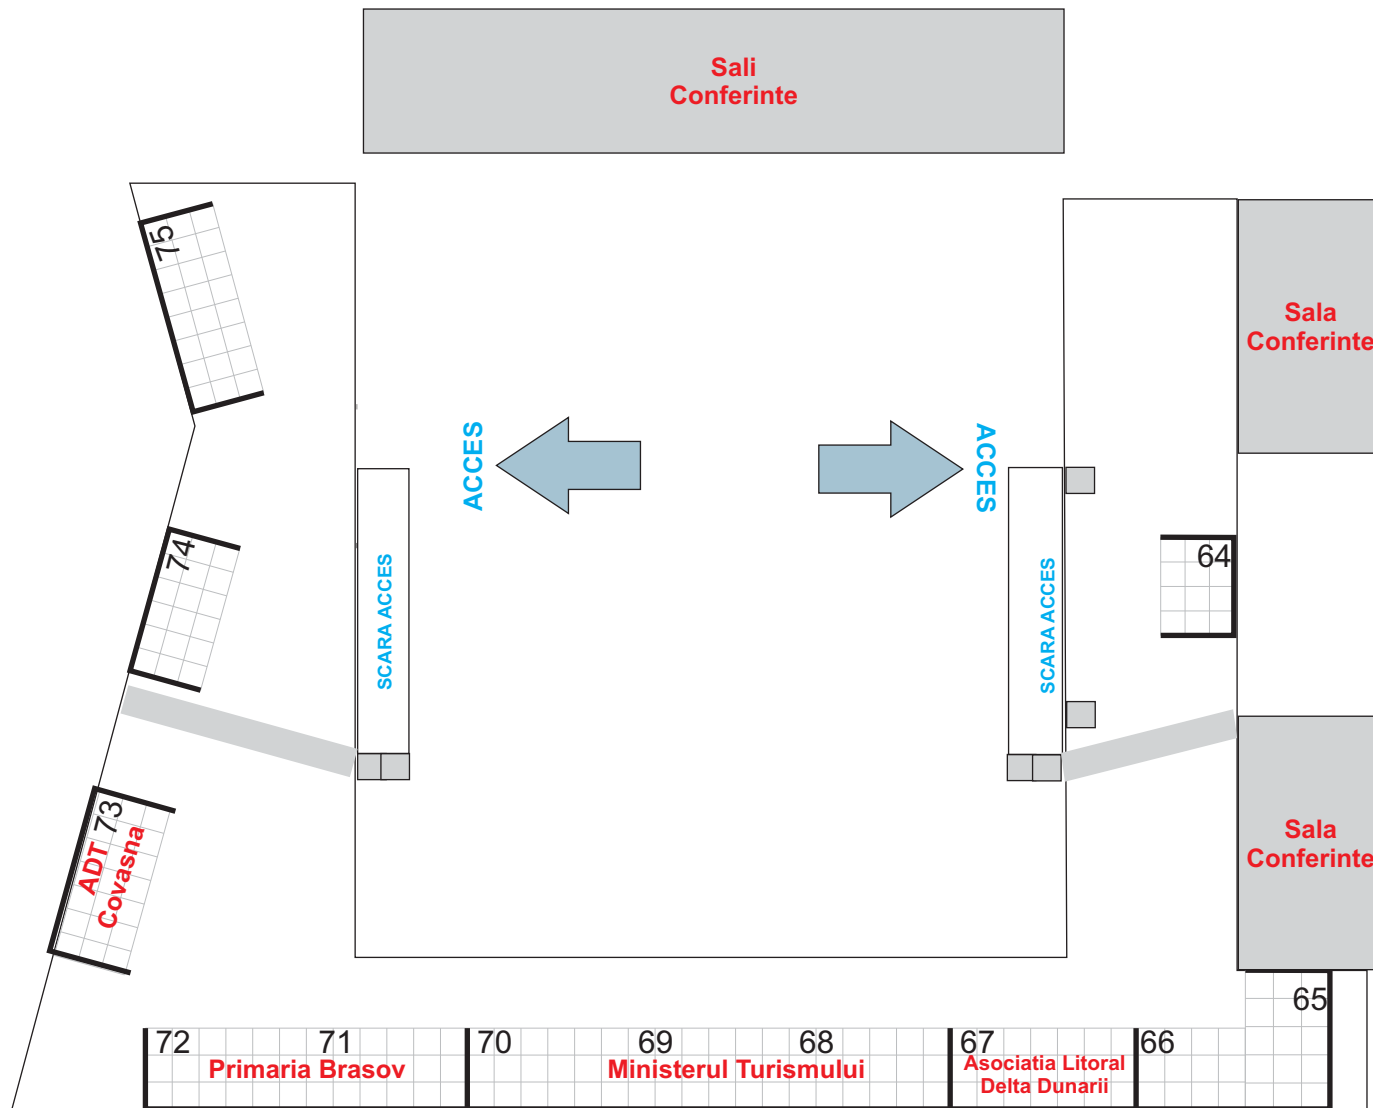 Sali
Conferinte
75
Sala
Conferinte
ACCES
ACCES
74
64
SCARA ACCES
SCARA ACCES
73
ADT
Covasna
Sala
Conferinte
65
72
71
70
69
68
67
66
Primaria Brasov
Ministerul Turismului
Asociatia Litoral
Delta Dunarii